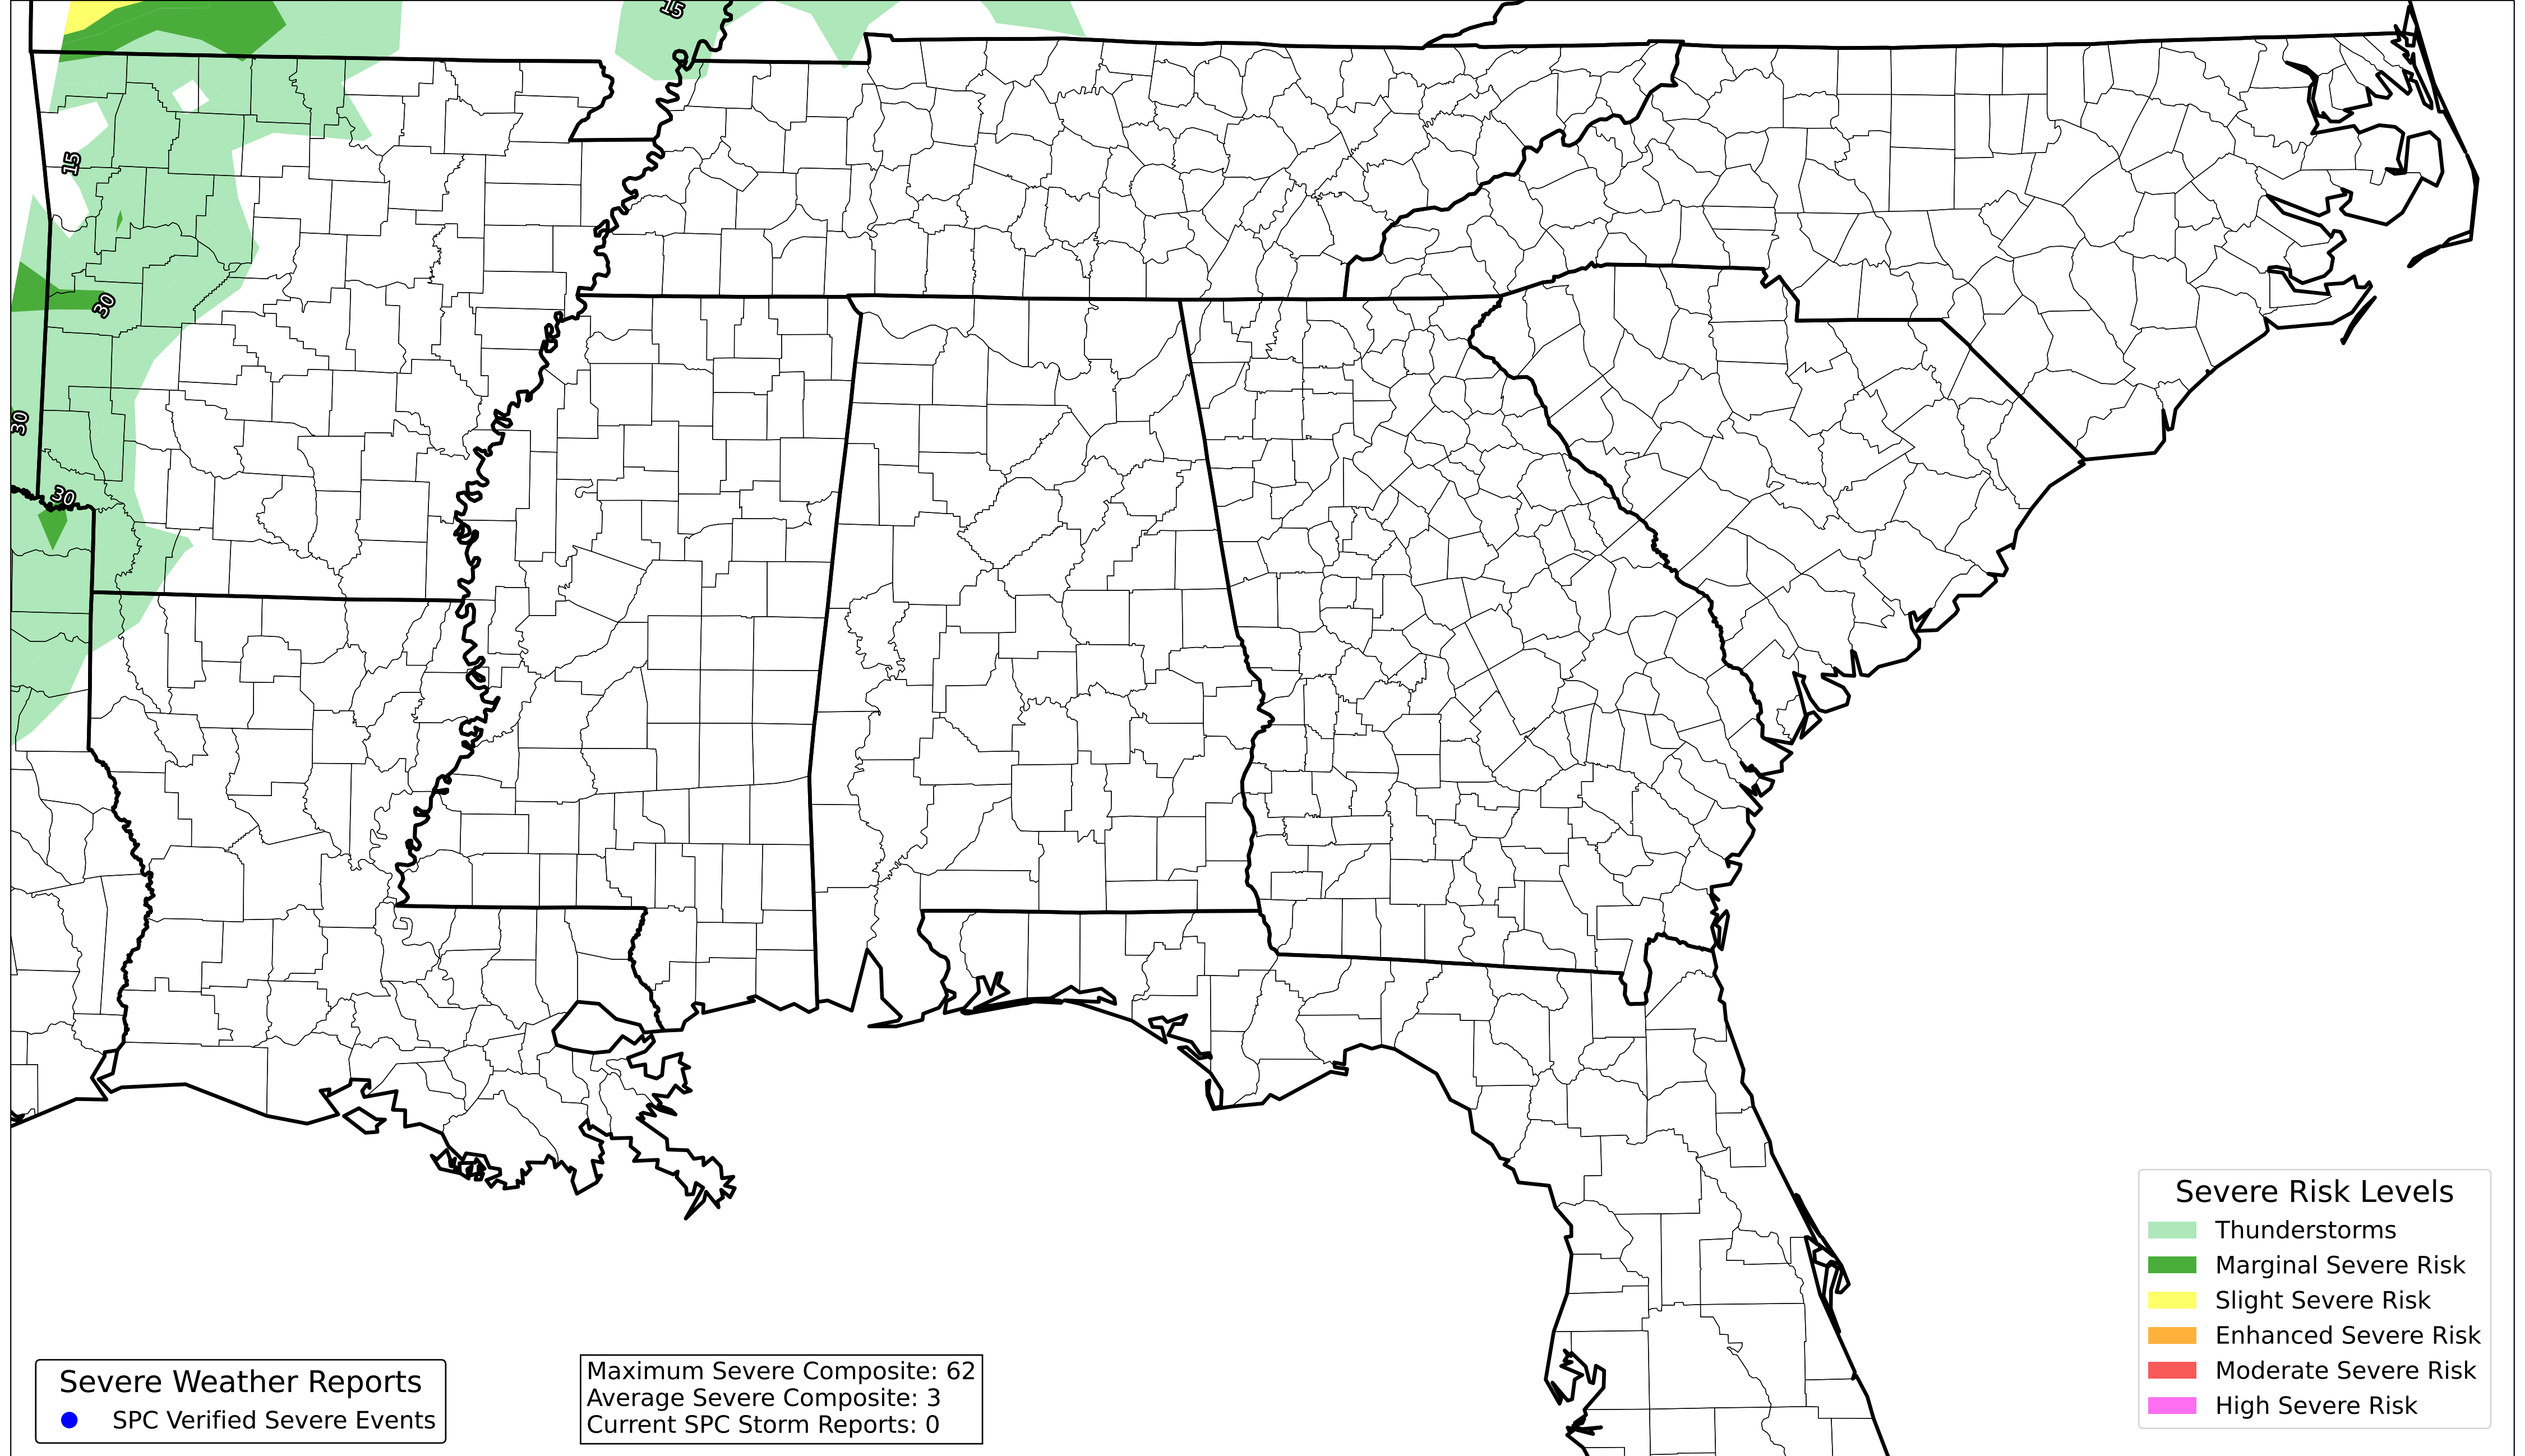 15
15
30
30
30
Severe Risk Levels
Thunderstorms
Marginal Severe Risk
Slight Severe Risk
Enhanced Severe Risk
Moderate Severe Risk
High Severe Risk
Severe Weather Reports
SPC Verified Severe Events
Maximum Severe Composite: 62
Average Severe Composite: 3
Current SPC Storm Reports: 0